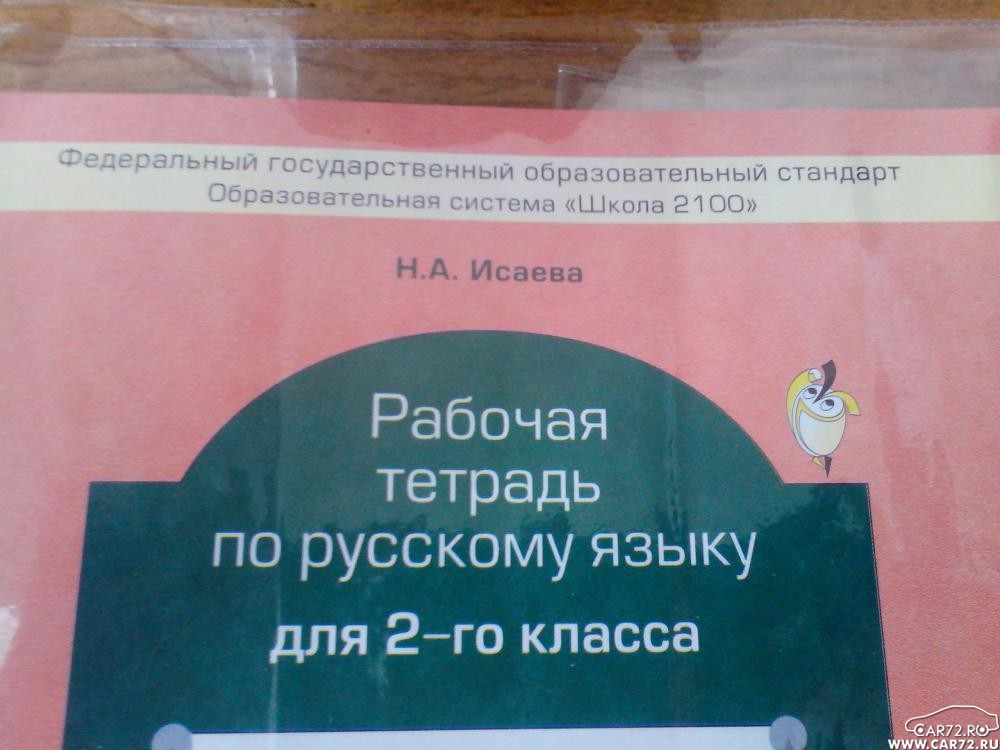 Федеральный государственный образовательный стандарт
Образовательная система «Школа 2100»
Н.А. Исаева
Рабочая
тетрадь
по русскому языку
для 2-го класса
CAR72.RU
WWW.CAR72.RU